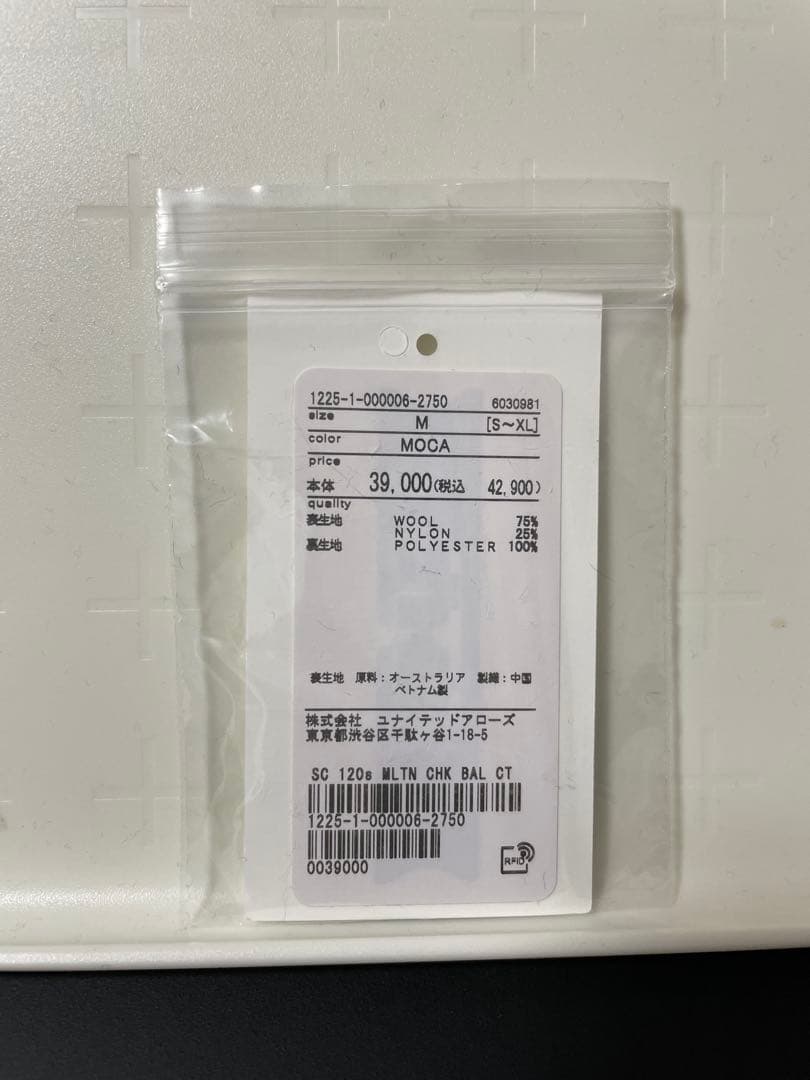 1225-1-000006-2750 6030981
size M [S～XL]
color MOCA
price
本体 39,000(税込 42,900)
quality
表生地 WOOL 75%
NYLON 25%
裏生地 POLYESTER 100%
表生地 原料：オーストラリア 製織：中国
ベトナム製
株式会社 ユナイテッドアローズ
東京都渋谷区千駄ヶ谷1-18-5
SC 120s MLTN CHK BAL CT
1225-1-000006-2750
0039000
RFID